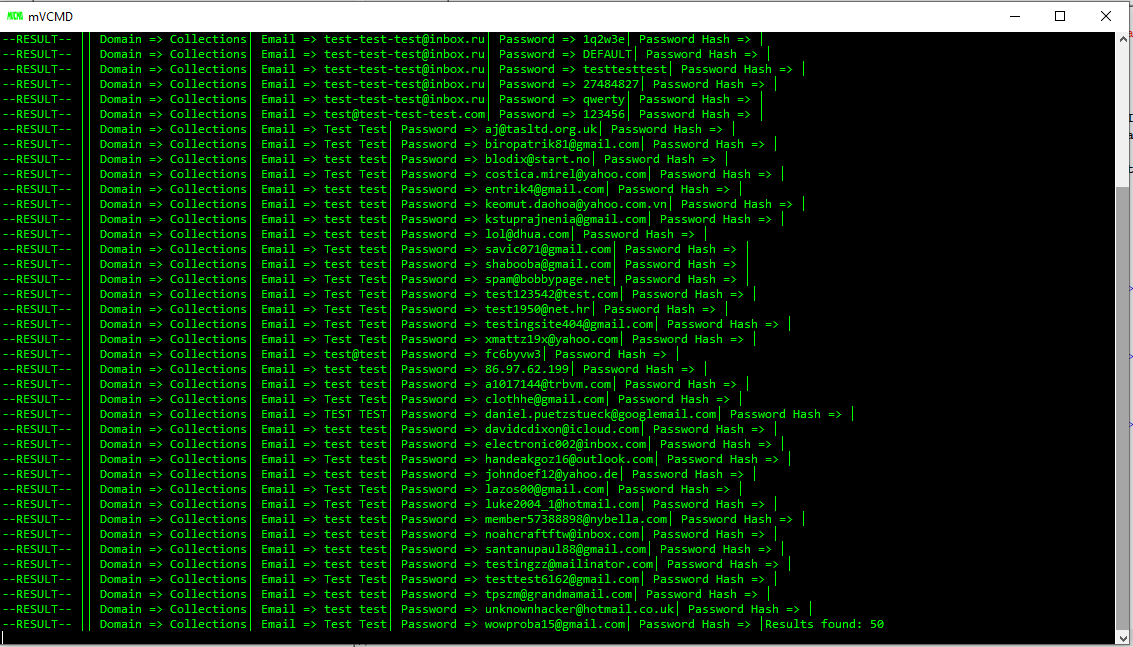 mVCMD
--RESULT-- || Domain => Collections| Email => test-test-test@inbox.ru| Password => 1q2w3e| Password Hash => |
--RESULT-- || Domain => Collections| Email => test-test-test@inbox.ru| Password => DEFAULT| Password Hash => |
--RESULT-- || Domain => Collections| Email => test-test-test@inbox.ru| Password => testtesttest| Password Hash => |
--RESULT-- || Domain => Collections| Email => test-test-test@inbox.ru| Password => 27484827| Password Hash => |
--RESULT-- || Domain => Collections| Email => test-test-test@inbox.ru| Password => qwerty| Password Hash => |
--RESULT-- || Domain => Collections| Email => test@test-test-test.com| Password => 123456| Password Hash => |
--RESULT-- || Domain => Collections| Email => Test Test| Password => aj@tasltd.org.uk| Password Hash => |
--RESULT-- || Domain => Collections| Email => Test Test| Password => biropatrik81@gmail.com| Password Hash => |
--RESULT-- || Domain => Collections| Email => test test| Password => blodix@start.no| Password Hash => |
--RESULT-- || Domain => Collections| Email => test test| Password => costica.mirel@yahoo.com| Password Hash => |
--RESULT-- || Domain => Collections| Email => test test| Password => entrik4@gmail.com| Password Hash => |
--RESULT-- || Domain => Collections| Email => test test| Password => keomut.daohoa@yahoo.com.vn| Password Hash => |
--RESULT-- || Domain => Collections| Email => test test| Password => kstuprajnenia@gmail.com| Password Hash => |
--RESULT-- || Domain => Collections| Email => test test| Password => lol@dhua.com| Password Hash => |
--RESULT-- || Domain => Collections| Email => test test| Password => savic071@gmail.com| Password Hash => |
--RESULT-- || Domain => Collections| Email => Test Test| Password => shabooba@gmail.com| Password Hash => |
--RESULT-- || Domain => Collections| Email => test test| Password => spam@bobbypage.net| Password Hash => |
--RESULT-- || Domain => Collections| Email => Test Test| Password => test123542@test.com| Password Hash => |
--RESULT-- || Domain => Collections| Email => test test| Password => test1950@net.hr| Password Hash => |
--RESULT-- || Domain => Collections| Email => Test Test| Password => testingsite404@gmail.com| Password Hash => |
--RESULT-- || Domain => Collections| Email => test test| Password => xmattz19x@yahoo.com| Password Hash => |
--RESULT-- || Domain => Collections| Email => test@test| Password => fc6byvw3| Password Hash => |
--RESULT-- || Domain => Collections| Email => test test| Password => 86.97.62.199| Password Hash => |
--RESULT-- || Domain => Collections| Email => test test| Password => a1017144@trbvm.com| Password Hash => |
--RESULT-- || Domain => Collections| Email => Test Test| Password => clothhe@gmail.com| Password Hash => |
--RESULT-- || Domain => Collections| Email => TEST TEST| Password => daniel.puetzstueck@googlemail.com| Password Hash => |
--RESULT-- || Domain => Collections| Email => test test| Password => davidcdixon@icloud.com| Password Hash => |
--RESULT-- || Domain => Collections| Email => test test| Password => electronic002@inbox.com| Password Hash => |
--RESULT-- || Domain => Collections| Email => test test| Password => handeakgoz16@outlook.com| Password Hash => |
--RESULT-- || Domain => Collections| Email => test test| Password => johndoef12@yahoo.de| Password Hash => |
--RESULT-- || Domain => Collections| Email => Test Test| Password => lazos00@gmail.com| Password Hash => |
--RESULT-- || Domain => Collections| Email => Test Test| Password => luke2004_1@hotmail.com| Password Hash => |
--RESULT-- || Domain => Collections| Email => test test| Password => member57388898@nybella.com| Password Hash => |
--RESULT-- || Domain => Collections| Email => test test| Password => noahcraftftw@inbox.com| Password Hash => |
--RESULT-- || Domain => Collections| Email => test test| Password => santanupaul88@gmail.com| Password Hash => |
--RESULT-- || Domain => Collections| Email => test test| Password => testingzz@mailinator.com| Password Hash => |
--RESULT-- || Domain => Collections| Email => Test Test| Password => testtest6162@gmail.com| Password Hash => |
--RESULT-- || Domain => Collections| Email => Test Test| Password => tpszm@grandmamail.com| Password Hash => |
--RESULT-- || Domain => Collections| Email => test test| Password => unknownhacker@hotmail.co.uk| Password Hash => |
--RESULT-- || Domain => Collections| Email => Test Test| Password => wowproba15@gmail.com| Password Hash => |Results found: 50